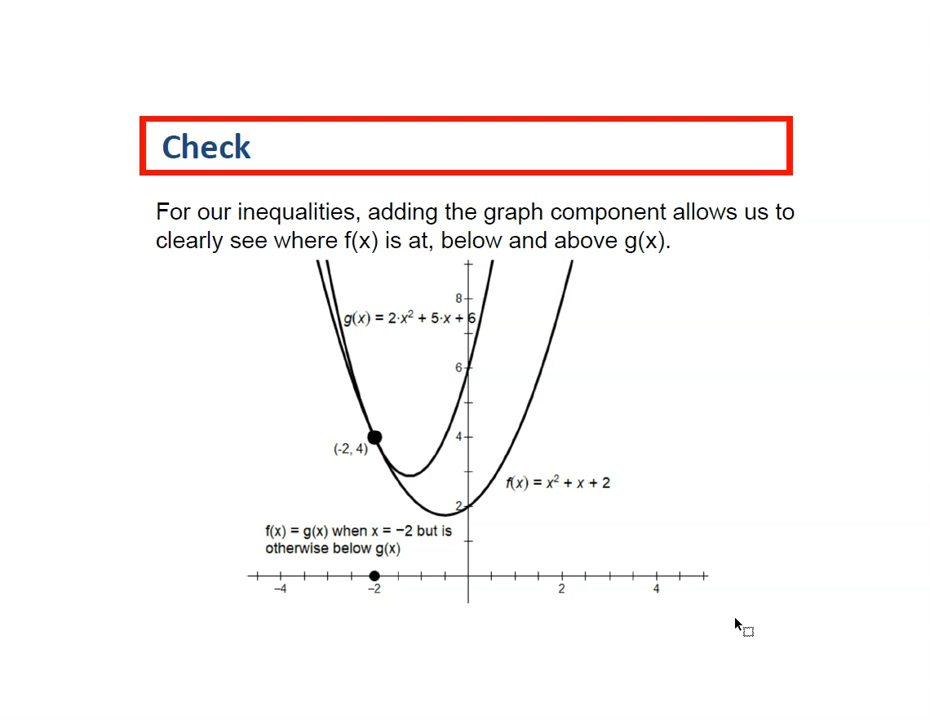 Check
For our inequalities, adding the graph component allows us to
clearly see where f(x) is at, below and above g(x).
8
g(x) = 2·x² + 5·x + 6
6
4
(-2, 4)
f(x) = x² + x + 2
2
f(x) = g(x) when x = −2 but is
otherwise below g(x)
−4 −2 2 4